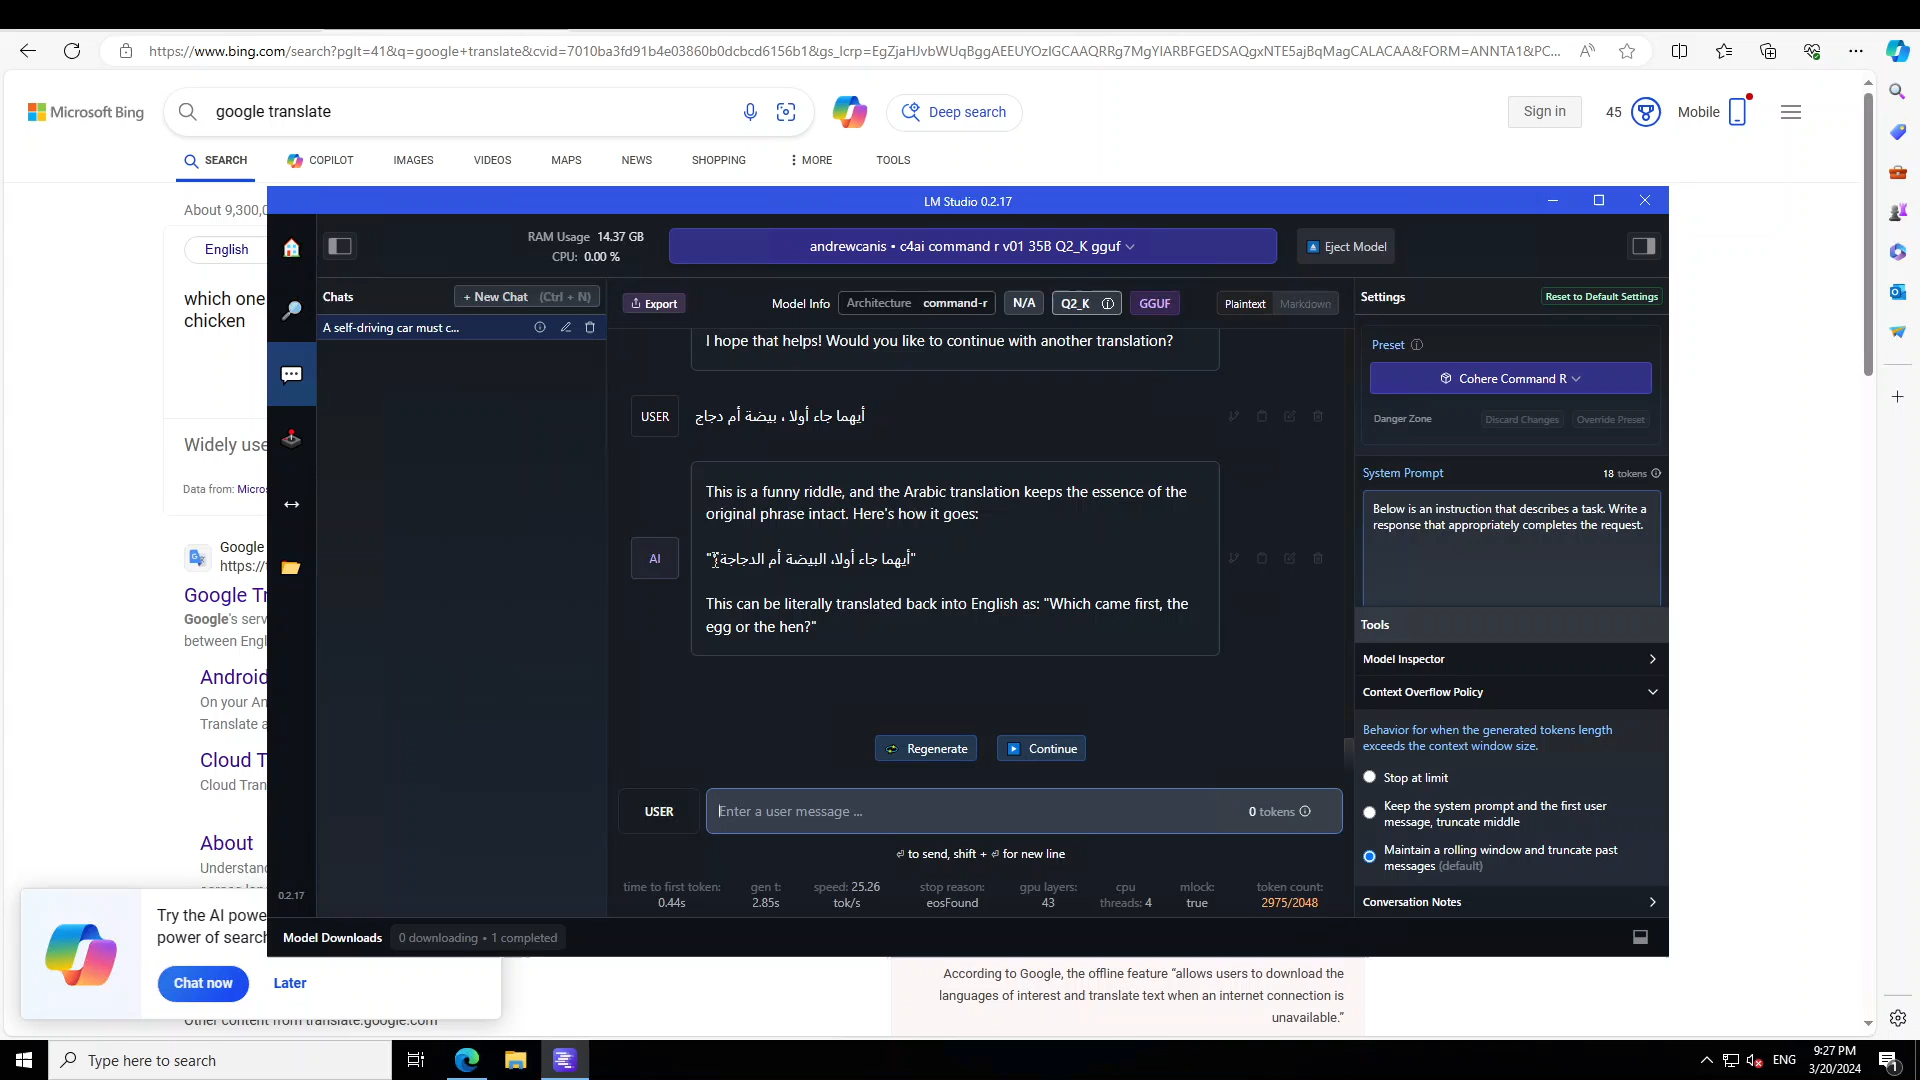 https://www.bing.com/search?pglt=41&q=google+translate&cvid=7010ba3fd91b4e03860b0dcbcd6156b1&gs_lcrp=EgZjaHJvbWUqBggAEEUYOzIGCAAQRRg7MgYIARBFGEDSAQgxNTE5ajBqMagCALACAA&FORM=ANNTA1&PC...
Microsoft Bing
google translate
Deep search
Sign in
45
Mobile
SEARCH
COPILOT
IMAGES
VIDEOS
MAPS
NEWS
SHOPPING
MORE
TOOLS
About 9,300,0
English
which one
chicken
Widely use
Data from: Micros
Google
https://t
Google Tr
Google's serv
between Engl
Android
On your An
Translate a
Cloud T
Cloud Tran
About
Understanc
Try the AI powe
power of search
Chat now
Later
Other content from translate.google.com
LM Studio 0.2.17
RAM Usage 14.37 GB
CPU: 0.00 %
andrewcanis • c4ai command r v01 35B Q2_K gguf
Eject Model
Chats
+ New Chat (Ctrl + N)
A self-driving car must c...
0.2.17
Export
Model Info
Architecture command-r
N/A
Q2_K
GGUF
Plaintext
Markdown
I hope that helps! Would you like to continue with another translation?
USER
أيهما جاء أولا ، بيضة أم دجاج
AI
This is a funny riddle, and the Arabic translation keeps the essence of the
original phrase intact. Here's how it goes:
"أيهما جاء أولا، البيضة أم الدجاجة؟"
This can be literally translated back into English as: "Which came first, the
egg or the hen?"
Regenerate
Continue
USER
Enter a user message ...
0 tokens
⏎ to send, shift + ⏎ for new line
time to first token:
0.44s
gen t:
2.85s
speed: 25.26
tok/s
stop reason:
eosFound
gpu layers:
43
cpu
threads: 4
mlock:
true
token count:
2975/2048
Settings
Reset to Default Settings
Preset
Cohere Command R
Danger Zone
Discard Changes
Override Preset
System Prompt
18 tokens
Below is an instruction that describes a task. Write a
response that appropriately completes the request.
Tools
Model Inspector
Context Overflow Policy
Behavior for when the generated tokens length
exceeds the context window size.
Stop at limit
Keep the system prompt and the first user
message, truncate middle
Maintain a rolling window and truncate past
messages (default)
Conversation Notes
Model Downloads
0 downloading • 1 completed
According to Google, the offline feature “allows users to download the
languages of interest and translate text when an internet connection is
unavailable.”
Type here to search
ENG
9:27 PM
3/20/2024
1